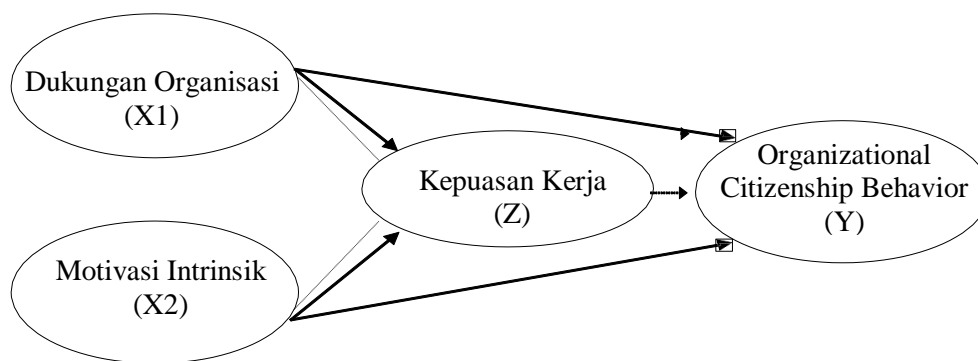 Dukungan Organisasi
(X1)
Kepuasan Kerja
(Z)
Organizational
Citizenship Behavior
(Y)
Motivasi Intrinsik
(X2)